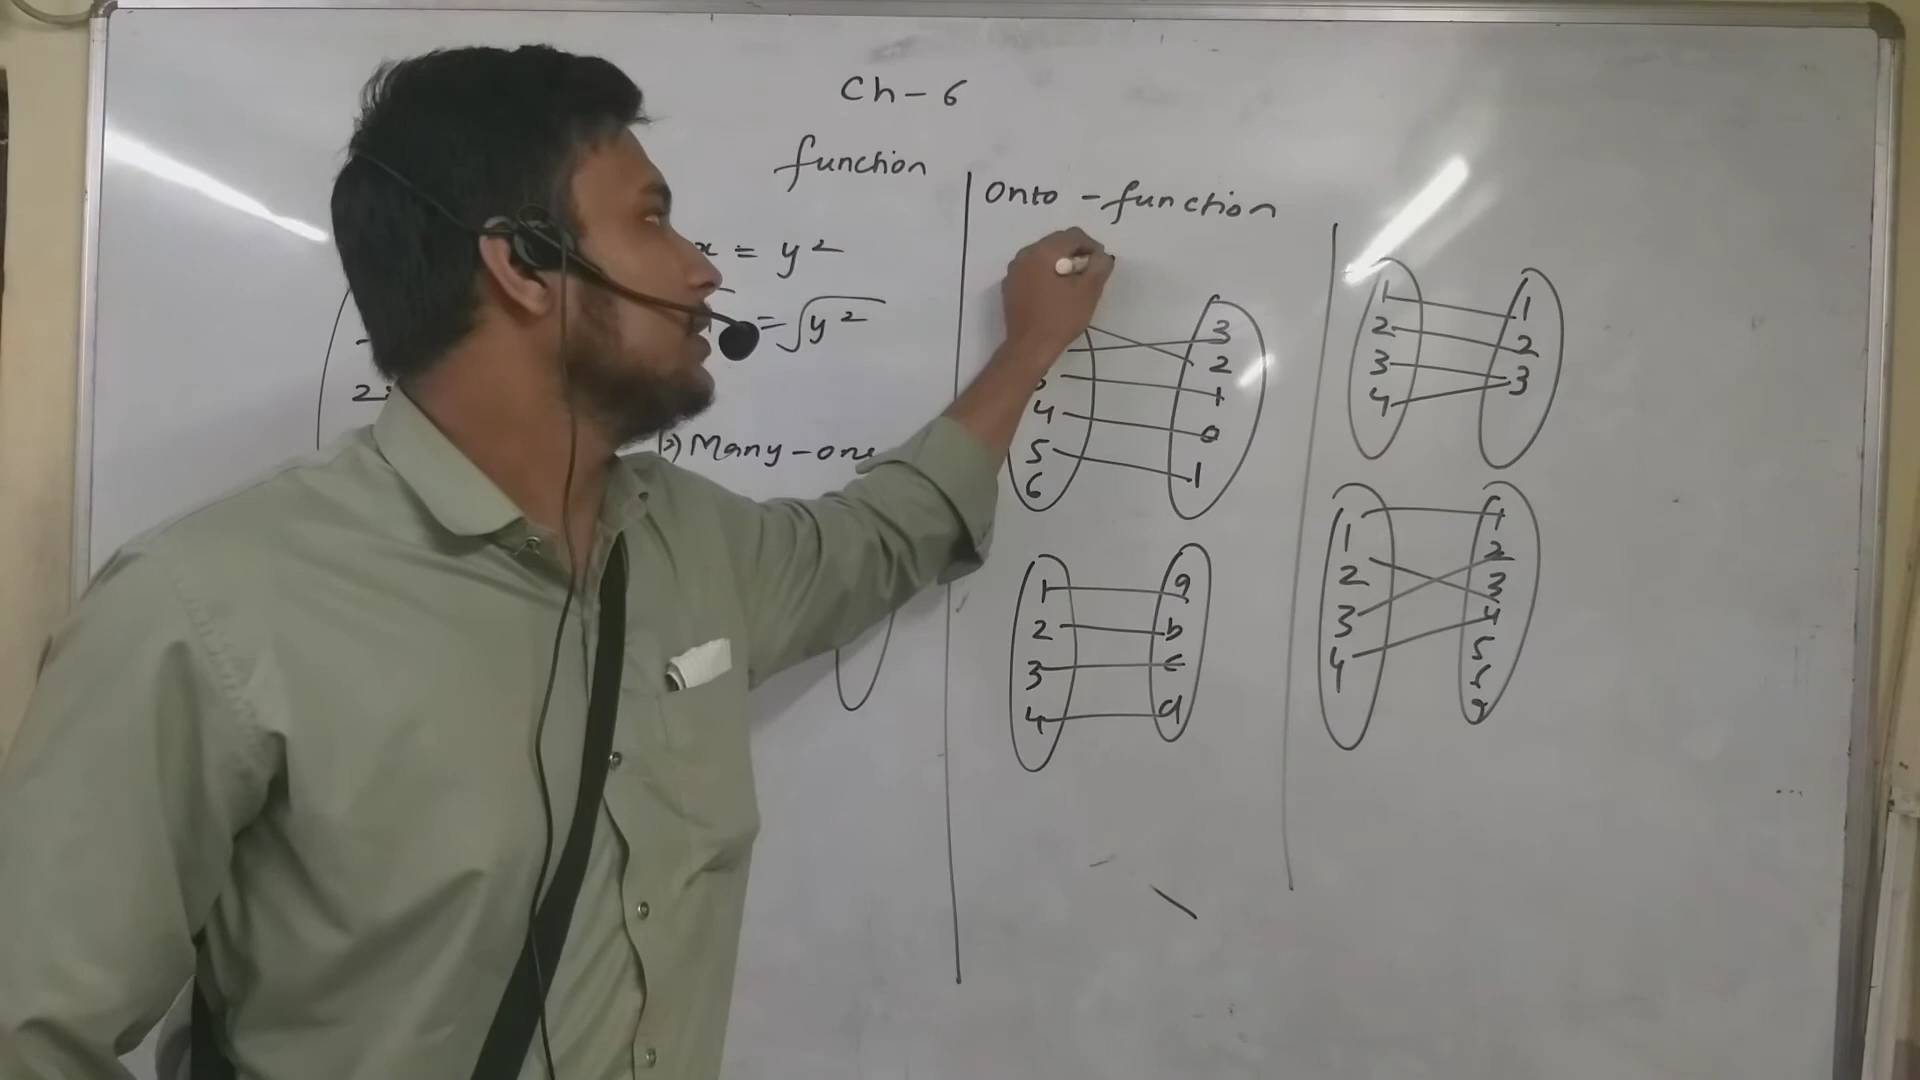 Ch - 6
function
x = y²
= √y²
2
2) Many-one
Onto - function
3
2
1
4 0
5 1
6
1 a
2 b
3 c
4 d
1 1
2 2
3 3
4
1 1
2 2
3 3
4 4
5